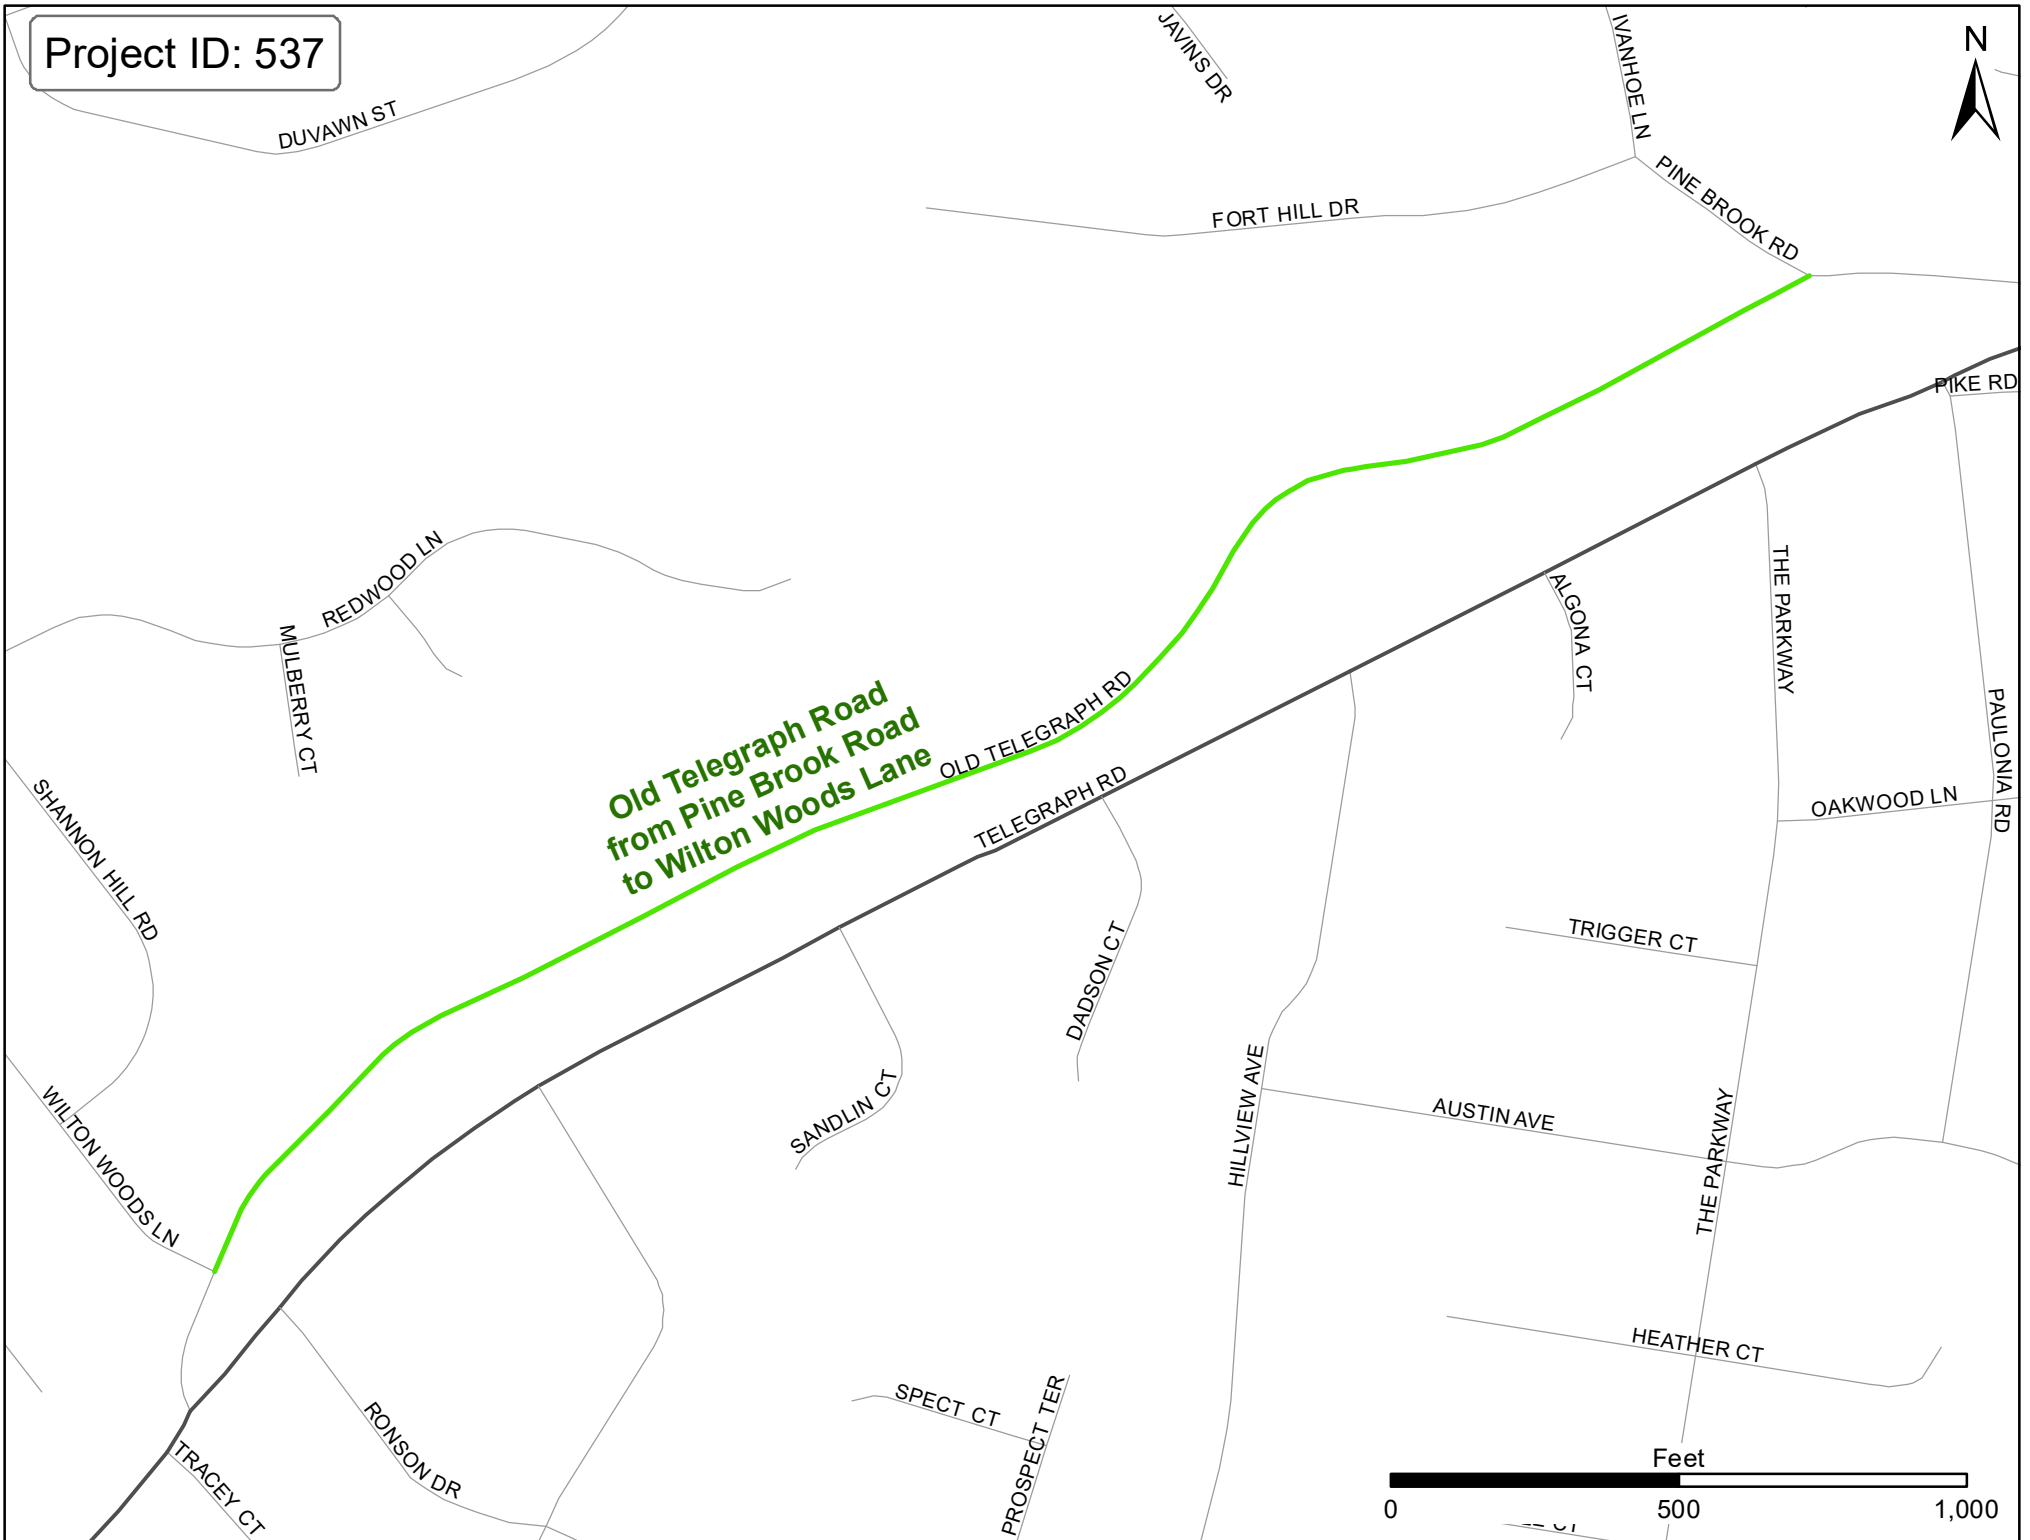 Project ID: 537
JAVINS DR
IVANHOE LN
N
DUVAWN ST
PINE BROOK RD
FORT HILL DR
PIKE RD
REDWOOD LN
MULBERRY CT
THE PARKWAY
ALGONA CT
OLD TELEGRAPH RD
Old Telegraph Road
from Pine Brook Road
to Wilton Woods Lane
TELEGRAPH RD
PAULONIA RD
SHANNON HILL RD
OAKWOOD LN
TRIGGER CT
DADSON CT
HILLVIEW AVE
SANDLIN CT
AUSTIN AVE
WILTON WOODS LN
THE PARKWAY
HEATHER CT
SPECT CT
PROSPECT TER
RONSON DR
TRACEY CT
Feet
0 500 1,000
CT